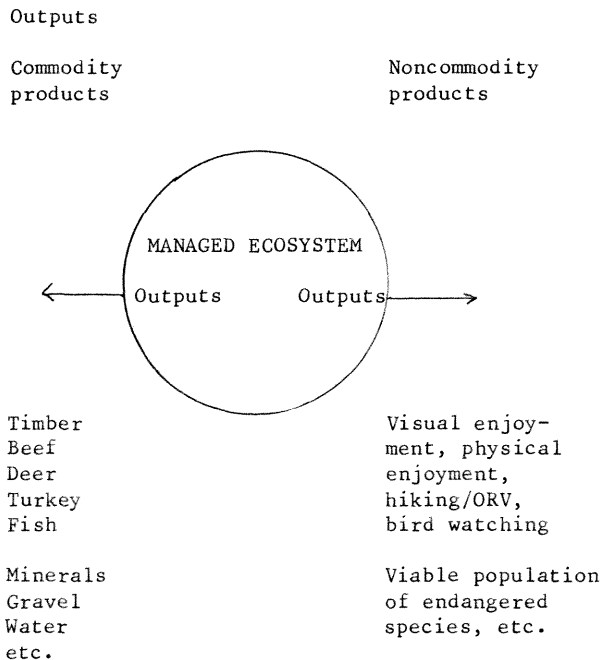 Outputs
Commodity products
Noncommodity products
MANAGED ECOSYSTEM
Outputs Outputs
Timber
Beef
Deer
Turkey
Fish
Minerals
Gravel
Water
etc.
Visual enjoy-
ment, physical
enjoyment,
hiking/ORV,
bird watching
Viable population
of endangered
species, etc.